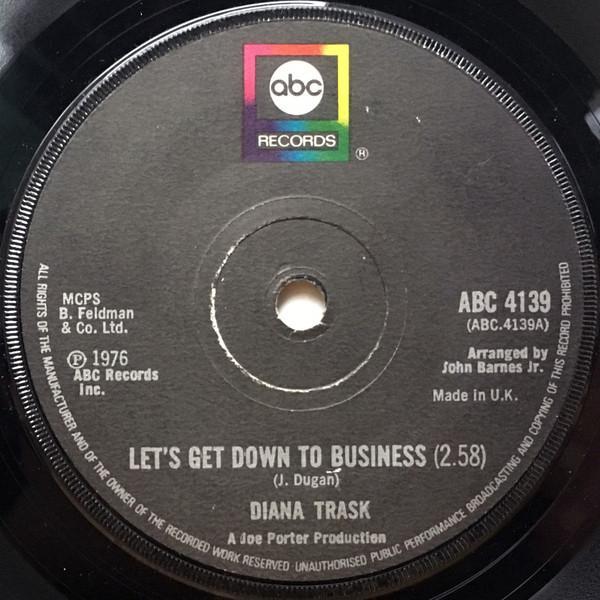 abc
RECORDS
®
MCPS
B. Feldman
& Co. Ltd.
℗ 1976
ABC Records
Inc.
ABC 4139
(ABC.4139A)
Arranged by
John Barnes Jr.
Made in U.K.
LET'S GET DOWN TO BUSINESS (2.58)
(J. Dugan)
DIANA TRASK
A Joe Porter Production
ALL RIGHTS OF THE MANUFACTURER AND OF THE OWNER OF THE RECORDED WORK RESERVED UNAUTHORISED PUBLIC PERFORMANCE BROADCASTING AND COPYING OF THIS RECORD PROHIBITED